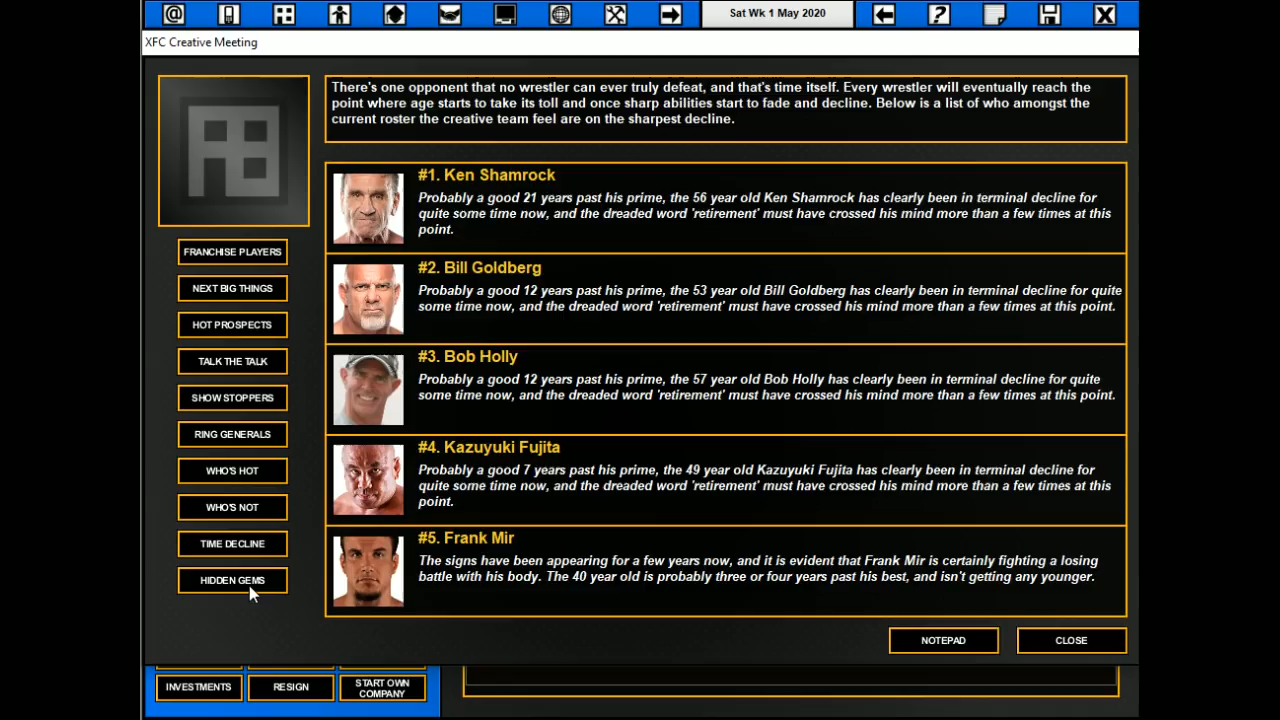 Sat Wk 1 May 2020
XFC Creative Meeting
There's one opponent that no wrestler can ever truly defeat, and that's time itself. Every wrestler will eventually reach the
point where age starts to take its toll and once sharp abilities start to fade and decline. Below is a list of who amongst the
current roster the creative team feel are on the sharpest decline.
FRANCHISE PLAYERS
NEXT BIG THINGS
HOT PROSPECTS
TALK THE TALK
SHOW STOPPERS
RING GENERALS
WHO'S HOT
WHO'S NOT
TIME DECLINE
HIDDEN GEMS
#1. Ken Shamrock
Probably a good 21 years past his prime, the 56 year old Ken Shamrock has clearly been in terminal decline for
quite some time now, and the dreaded word 'retirement' must have crossed his mind more than a few times at this
point.
#2. Bill Goldberg
Probably a good 12 years past his prime, the 53 year old Bill Goldberg has clearly been in terminal decline for quite
some time now, and the dreaded word 'retirement' must have crossed his mind more than a few times at this point.
#3. Bob Holly
Probably a good 12 years past his prime, the 57 year old Bob Holly has clearly been in terminal decline for quite
some time now, and the dreaded word 'retirement' must have crossed his mind more than a few times at this point.
#4. Kazuyuki Fujita
Probably a good 7 years past his prime, the 49 year old Kazuyuki Fujita has clearly been in terminal decline for
quite some time now, and the dreaded word 'retirement' must have crossed his mind more than a few times at this
point.
#5. Frank Mir
The signs have been appearing for a few years now, and it is evident that Frank Mir is certainly fighting a losing
battle with his body. The 40 year old is probably three or four years past his best, and isn't getting any younger.
NOTEPAD
CLOSE
INVESTMENTS
RESIGN
START OWN
COMPANY